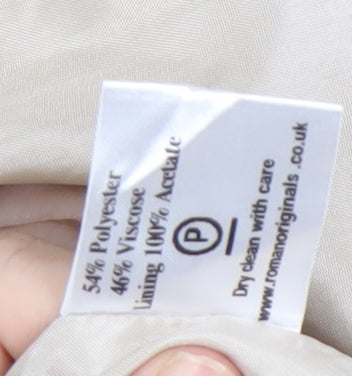 54% Polyester
46% Viscose
Lining 100% Acetate
P
Dry clean with care
www.romanoriginals.co.uk